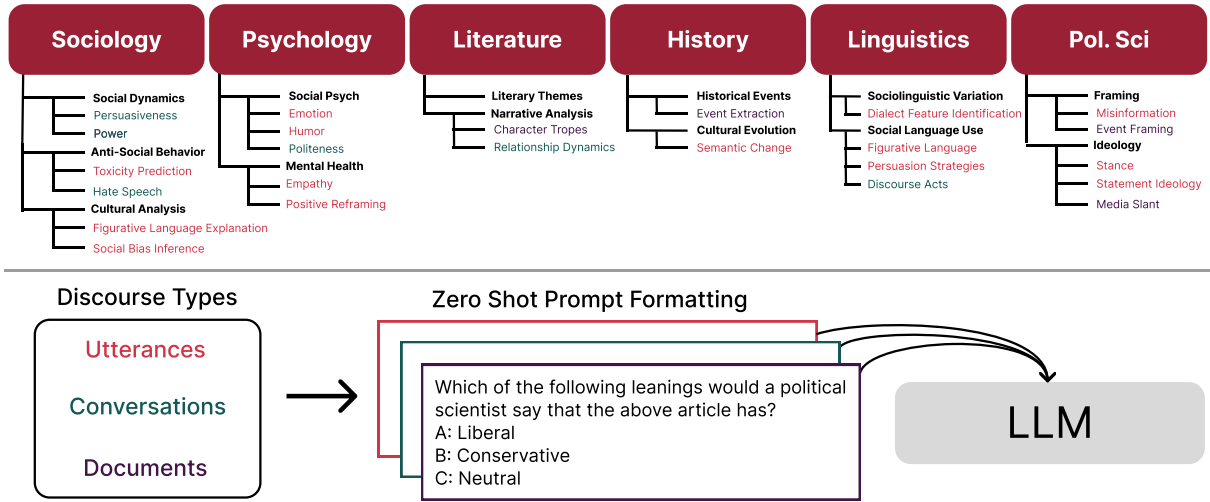 Sociology
Social Dynamics
Persuasiveness
Power
Anti-Social Behavior
Toxicity Prediction
Hate Speech
Cultural Analysis
Figurative Language Explanation
Social Bias Inference
Psychology
Social Psych
Emotion
Humor
Politeness
Mental Health
Empathy
Positive Reframing
Literature
Literary Themes
Narrative Analysis
Character Tropes
Relationship Dynamics
History
Historical Events
Event Extraction
Cultural Evolution
Semantic Change
Linguistics
Sociolinguistic Variation
Dialect Feature Identification
Social Language Use
Figurative Language
Persuasion Strategies
Discourse Acts
Pol. Sci
Framing
Misinformation
Event Framing
Ideology
Stance
Statement Ideology
Media Slant
Discourse Types
Utterances
Conversations
Documents
Zero Shot Prompt Formatting
Which of the following leanings would a political
scientist say that the above article has?
A: Liberal
B: Conservative
C: Neutral
LLM